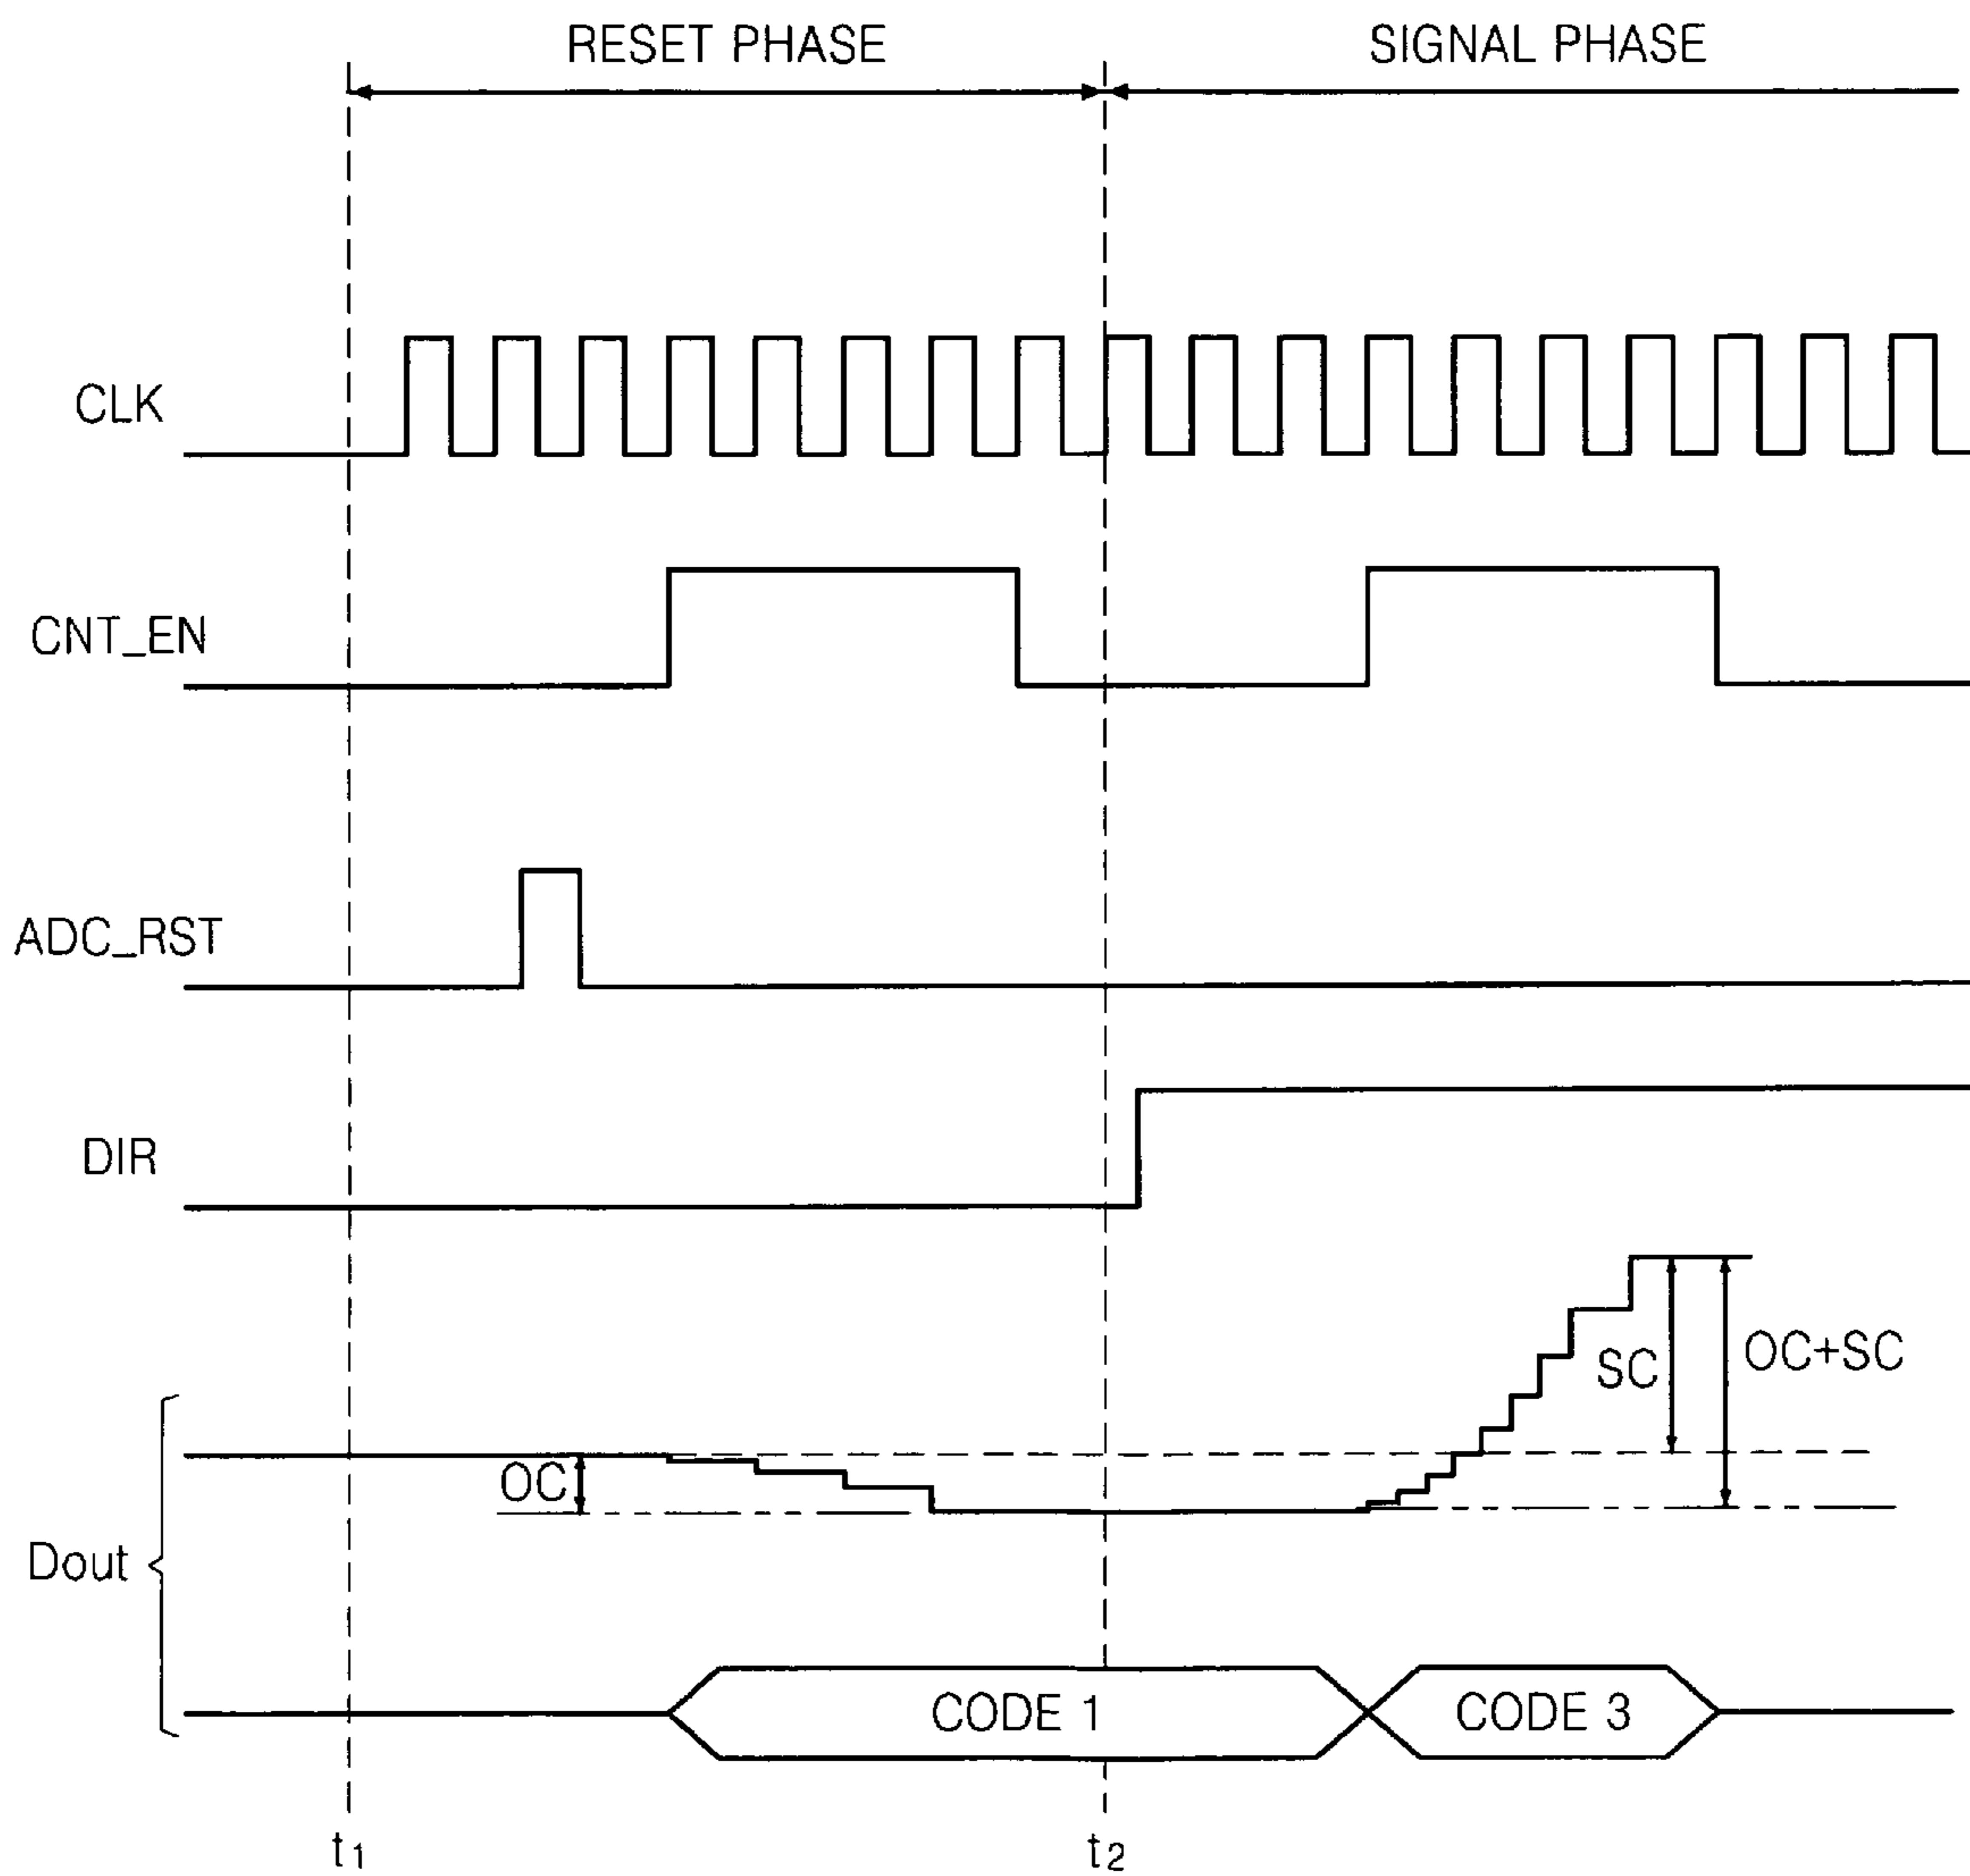 RESET PHASE
SIGNAL PHASE
CLK
CNT_EN
ADC_RST
DIR
SC
OC+SC
OC
Dout
CODE 1
CODE 3
t1
t2